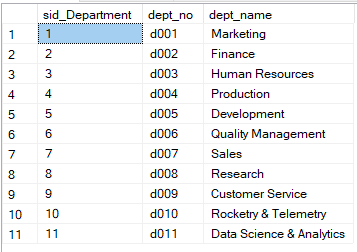 sid_Department dept_no dept_name
1 1 d001 Marketing
2 2 d002 Finance
3 3 d003 Human Resources
4 4 d004 Production
5 5 d005 Development
6 6 d006 Quality Management
7 7 d007 Sales
8 8 d008 Research
9 9 d009 Customer Service
10 10 d010 Rocketry & Telemetry
11 11 d011 Data Science & Analytics